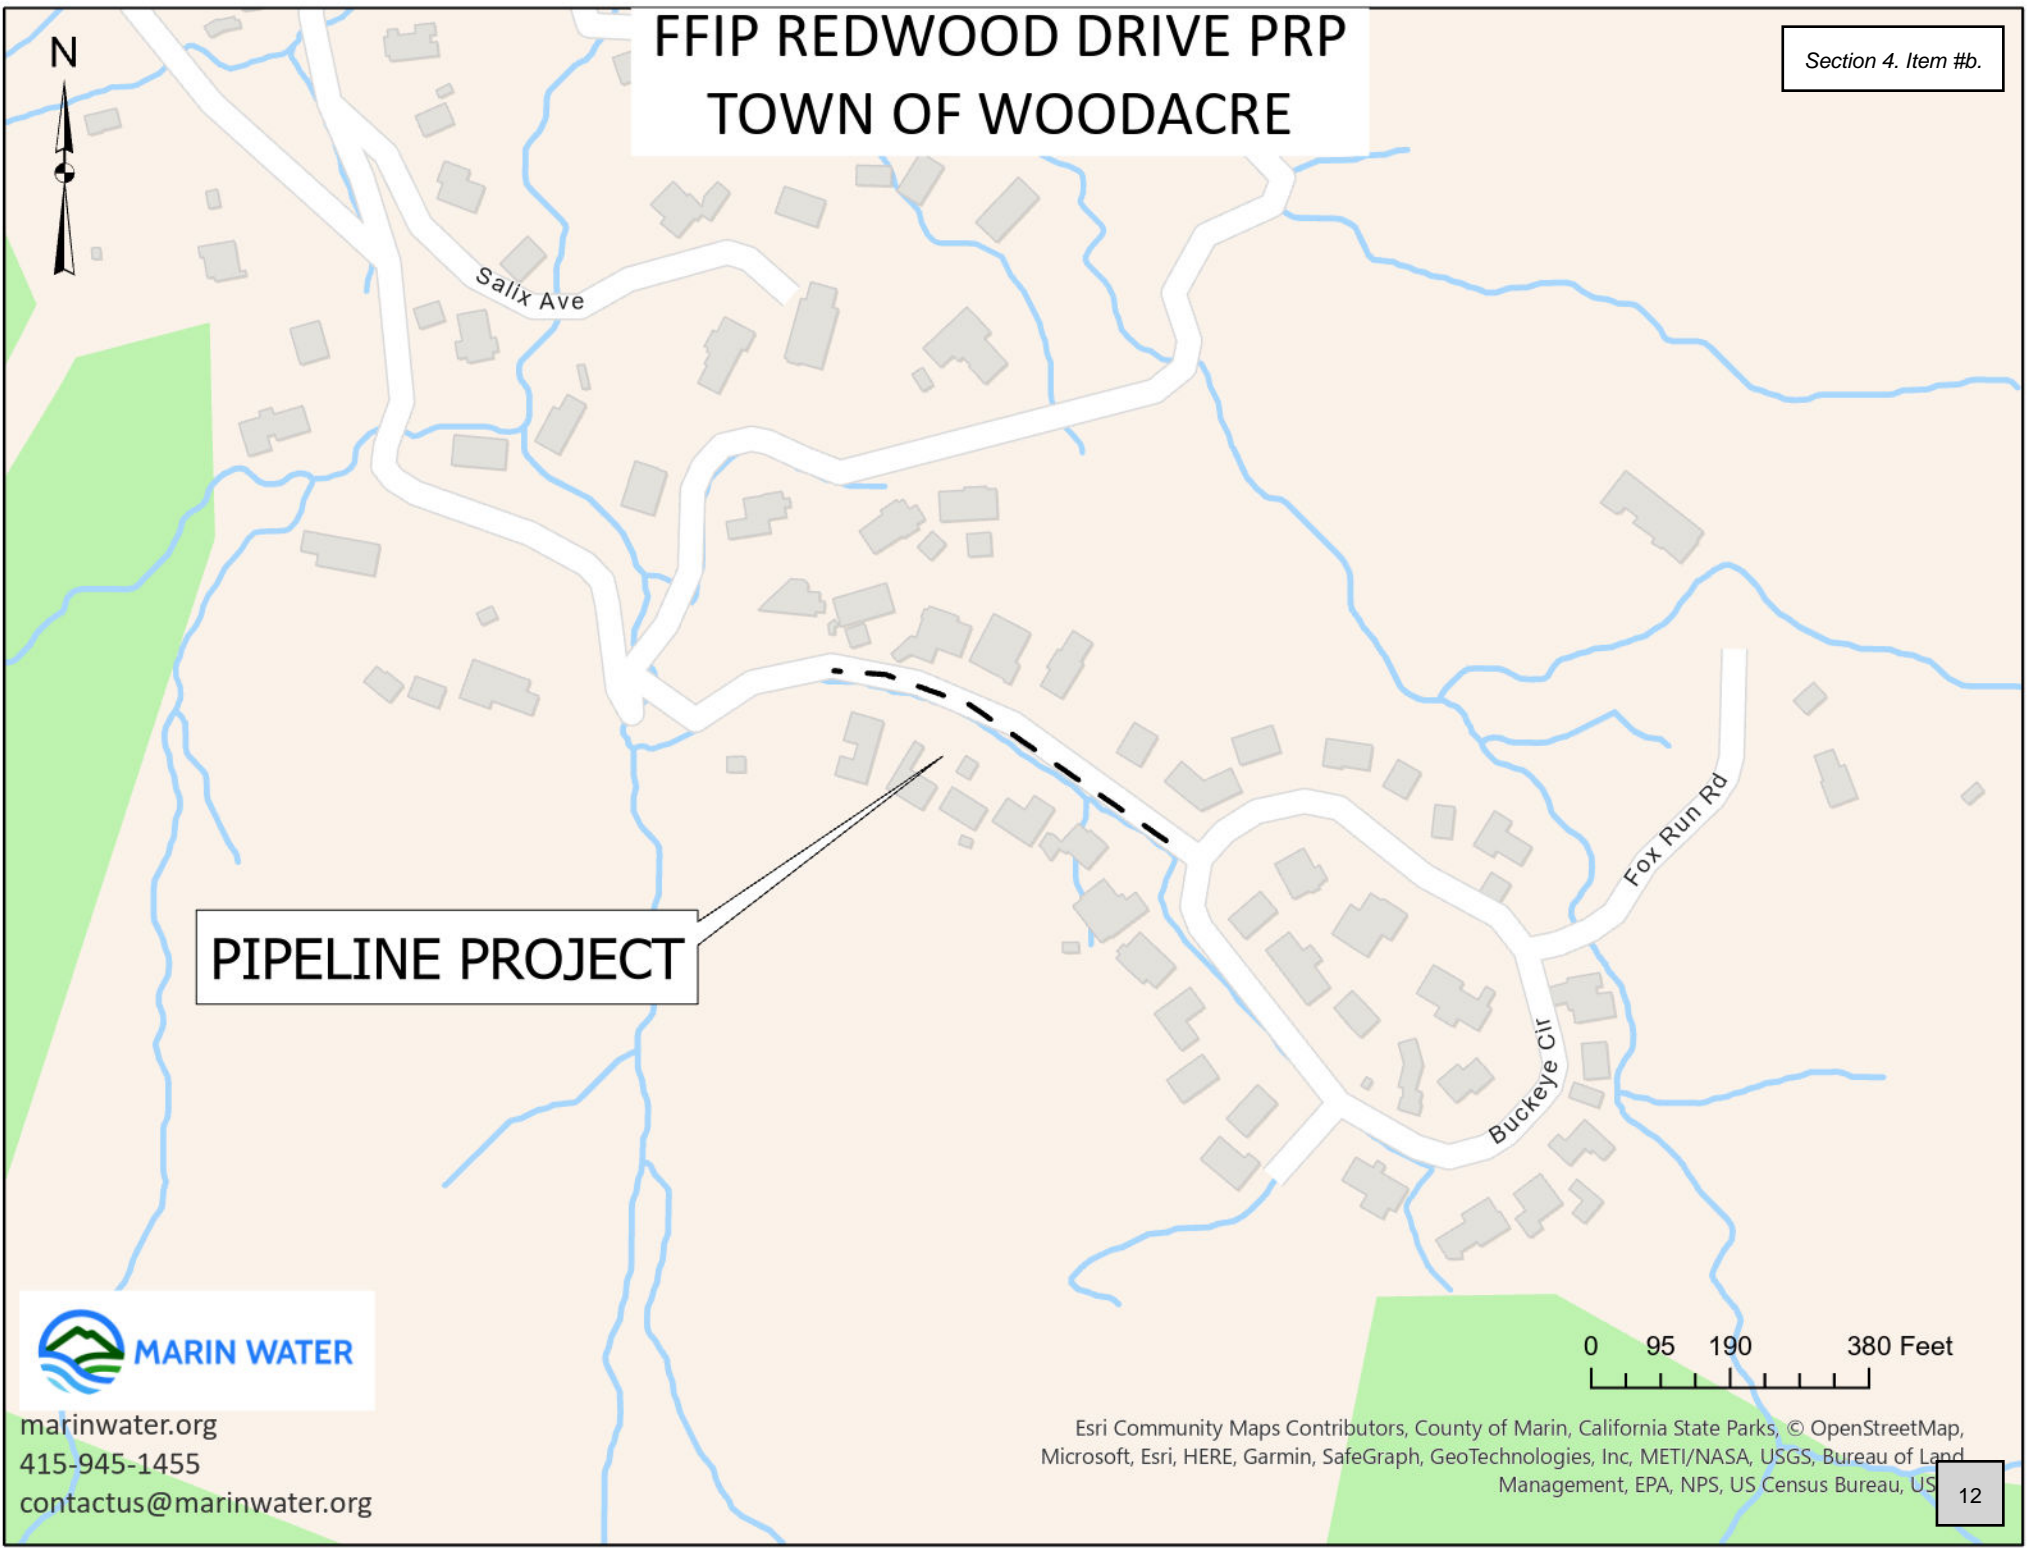 FFIP REDWOOD DRIVE PRP
TOWN OF WOODACRE
Section 4. Item #b.
N
Salix Ave
Fox Run Rd
PIPELINE PROJECT
Buckeye Cir
MARIN WATER
marinwater.org
415-945-1455
contactus@marinwater.org
0 95 190 380 Feet
Esri Community Maps Contributors, County of Marin, California State Parks, © OpenStreetMap,
Microsoft, Esri, HERE, Garmin, SafeGraph, GeoTechnologies, Inc, METI/NASA, USGS, Bureau of Land
Management, EPA, NPS, US Census Bureau, US
12